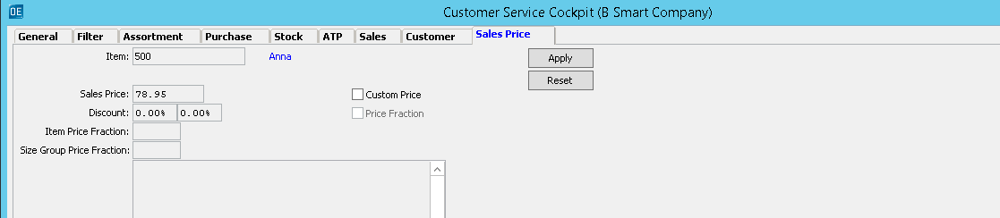 OE Customer Service Cockpit (B Smart Company)
General Filter Assortment Purchase Stock ATP Sales Customer Sales Price
Item: 500 Anna Apply
Reset
Sales Price: 78.95 Custom Price
Discount: 0.00% 0.00% Price Fraction
Item Price Fraction:
Size Group Price Fraction: